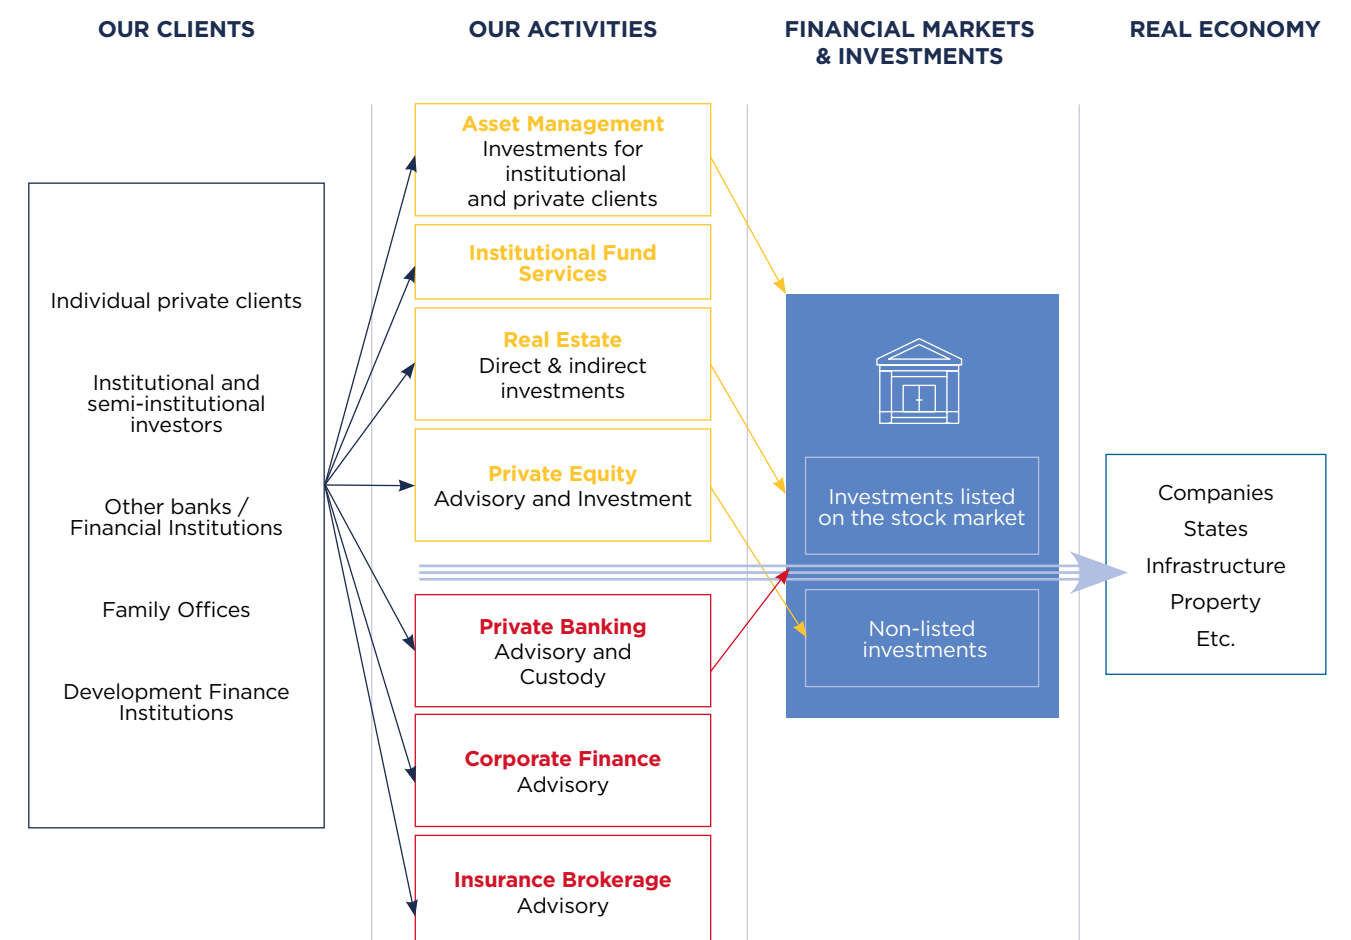 OUR CLIENTS
OUR ACTIVITIES
FINANCIAL MARKETS
& INVESTMENTS
REAL ECONOMY
Individual private clients
Institutional and
semi-institutional
investors
Other banks /
Financial Institutions
Family Offices
Development Finance
Institutions
Asset Management
Investments for
institutional
and private clients
Institutional Fund
Services
Real Estate
Direct & indirect
investments
Private Equity
Advisory and Investment
Private Banking
Advisory and
Custody
Corporate Finance
Advisory
Insurance Brokerage
Advisory
Investments listed
on the stock market
Non-listed
investments
Companies
States
Infrastructure
Property
Etc.